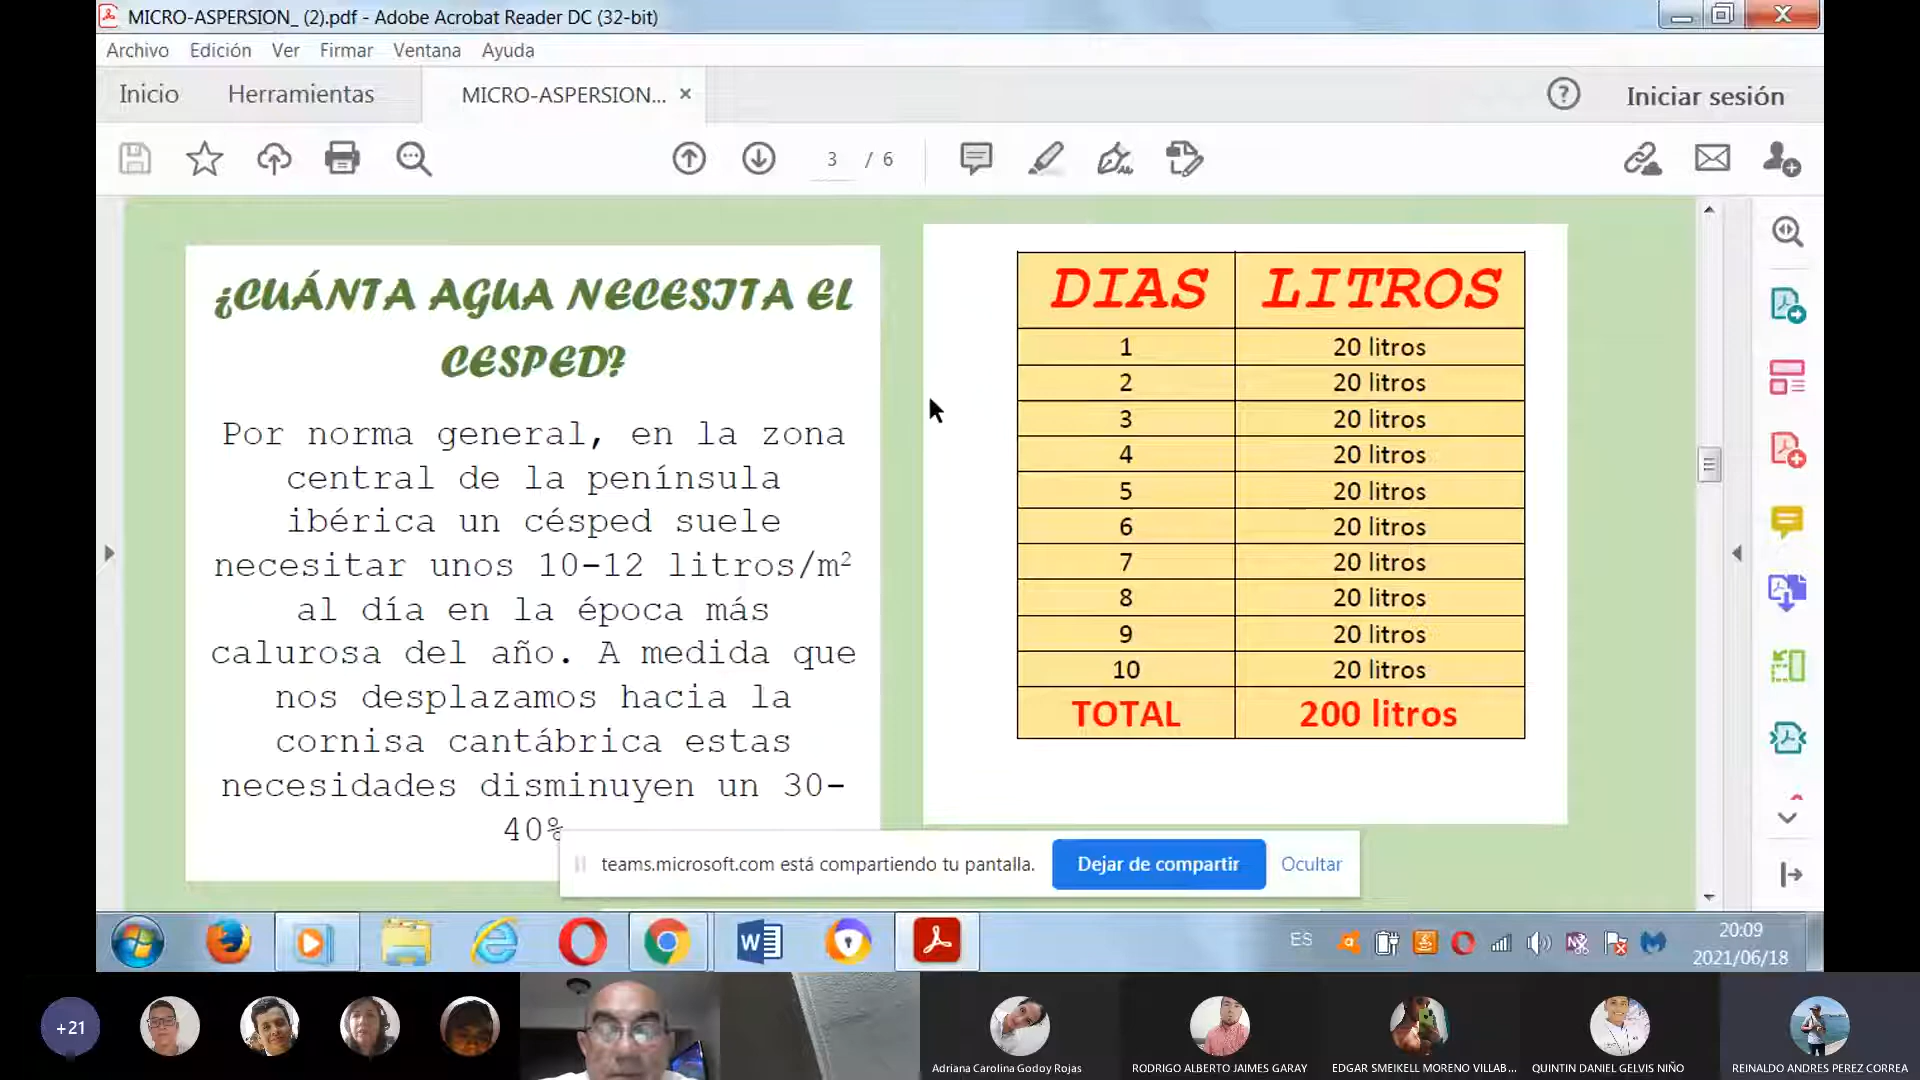 MICRO-ASPERSION_ (2).pdf - Adobe Acrobat Reader DC (32-bit)
Archivo Edición Ver Firmar Ventana Ayuda
Inicio Herramientas MICRO-ASPERSION... × Iniciar sesión
3 / 6
¿CUÁNTA AGUA NECESITA EL
CESPED?
Por norma general, en la zona
central de la península
ibérica un césped suele
necesitar unos 10-12 litros/m²
al día en la época más
calurosa del año. A medida que
nos desplazamos hacia la
cornisa cantábrica estas
necesidades disminuyen un 30-
40%
DIAS LITROS
1 20 litros
2 20 litros
3 20 litros
4 20 litros
5 20 litros
6 20 litros
7 20 litros
8 20 litros
9 20 litros
10 20 litros
TOTAL 200 litros
teams.microsoft.com está compartiendo tu pantalla. Dejar de compartir Ocultar
ES
20:09
2021/06/18
+21
Adriana Carolina Godoy Rojas
RODRIGO ALBERTO JAIMES GARAY
EDGAR SMEIKELL MORENO VILLAB...
QUINTIN DANIEL GELVIS NIÑO
REINALDO ANDRES PEREZ CORREA